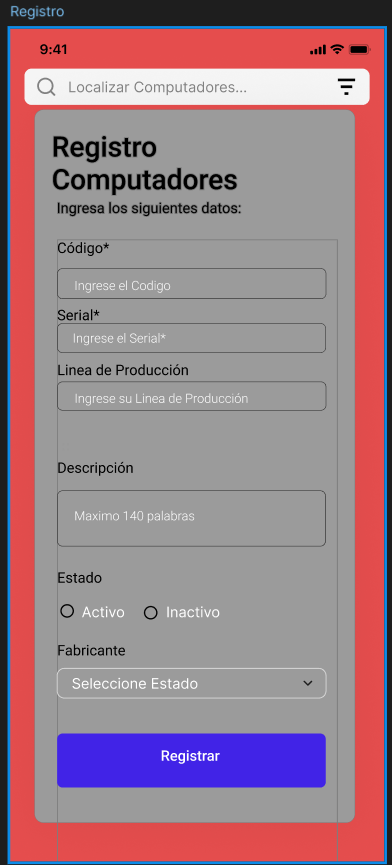 Registro
9:41
Localizar Computadores...
Registro
Computadores
Ingresa los siguientes datos:
Código*
Ingrese el Codigo
Serial*
Ingrese el Serial*
Linea de Producción
Ingrese su Linea de Producción
Descripción
Maximo 140 palabras
Estado
Activo Inactivo
Fabricante
Seleccione Estado
Registrar